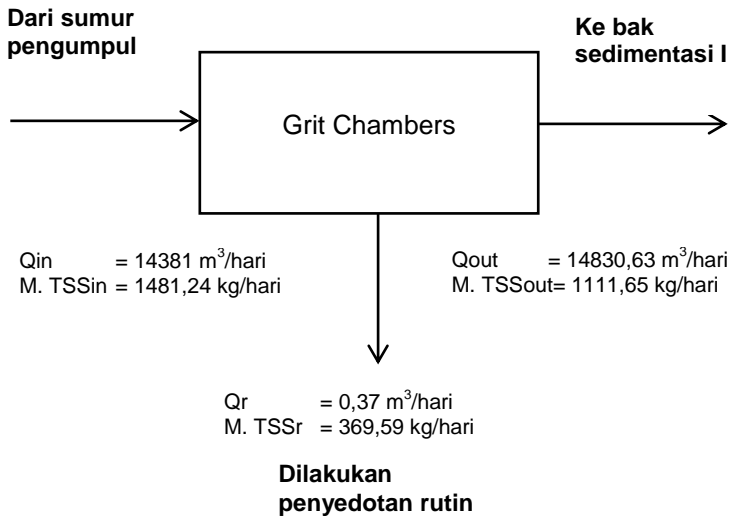 Dari sumur
pengumpul
Ke bak
sedimentasi I
Grit Chambers
Qin = 14381 m³/hari
M. TSSin = 1481,24 kg/hari
Qout = 14830,63 m³/hari
M. TSSout= 1111,65 kg/hari
Qr = 0,37 m³/hari
M. TSSr = 369,59 kg/hari
Dilakukan
penyedotan rutin